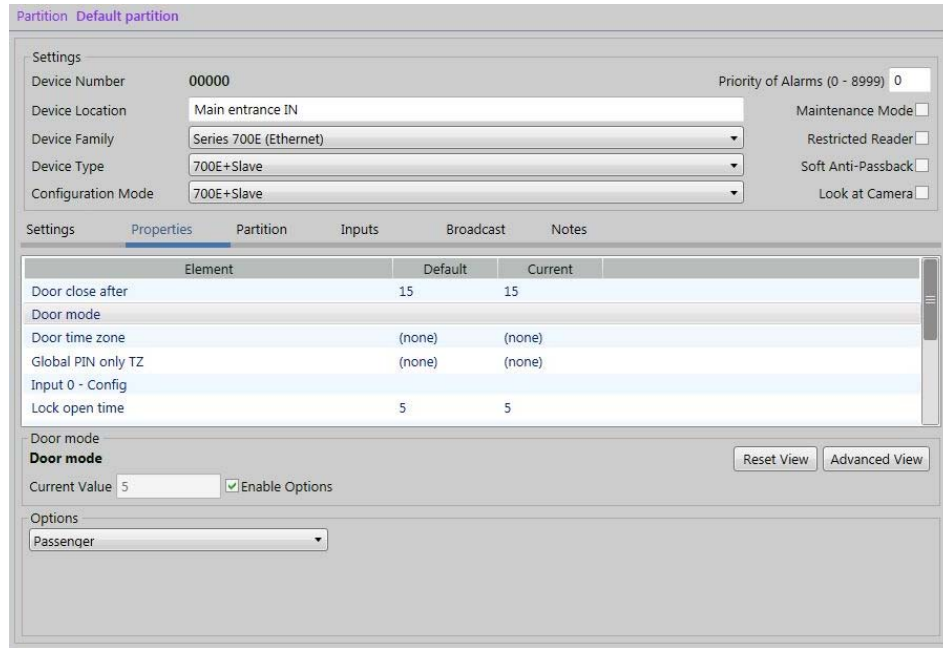 Partition Default partition
Settings
Device Number 00000 Priority of Alarms (0 - 8999) 0
Device Location Main entrance IN Maintenance Mode
Device Family Series 700E (Ethernet) Restricted Reader
Device Type 700E+Slave Soft Anti-Passback
Configuration Mode 700E+Slave Look at Camera
Settings Properties Partition Inputs Broadcast Notes
Element Default Current
Door close after 15 15
Door mode
Door time zone (none) (none)
Global PIN only TZ (none) (none)
Input 0 - Config
Lock open time 5 5
Door mode
Door mode Reset View Advanced View
Current Value 5 Enable Options
Options
Passenger